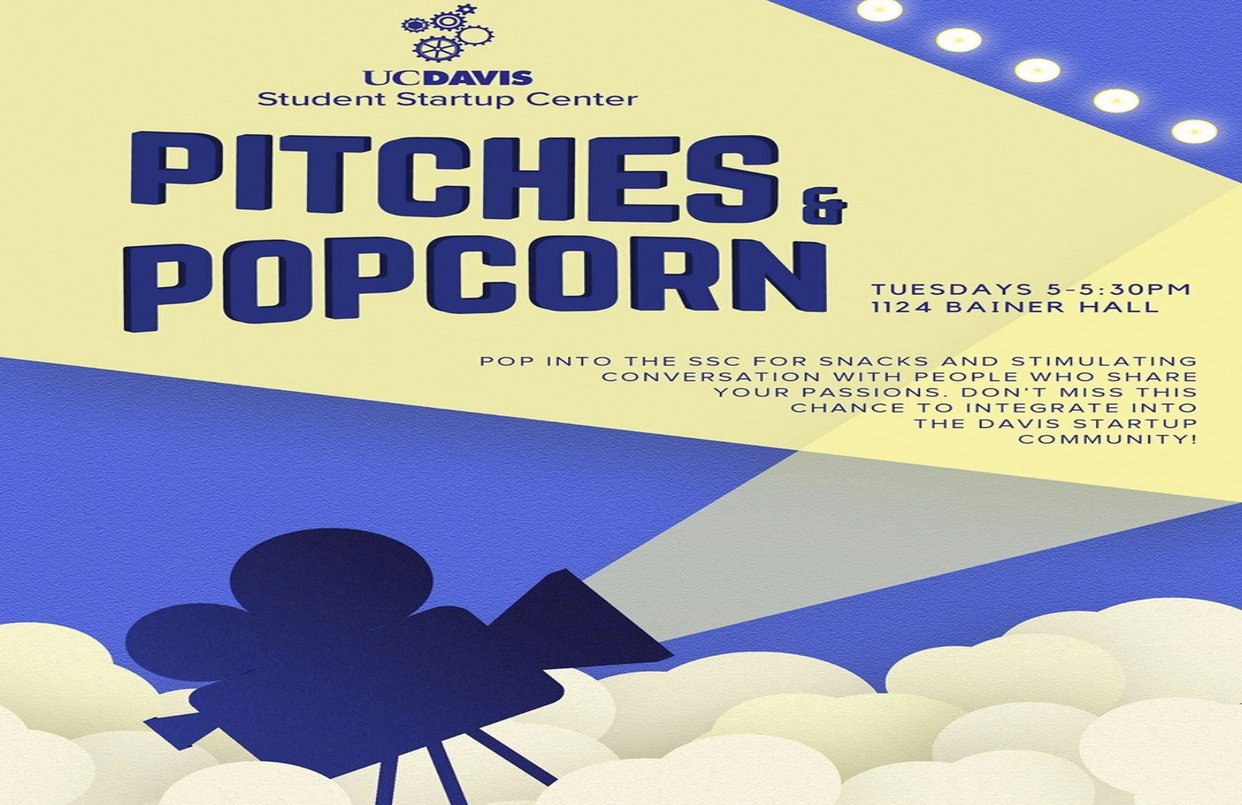 UCDAVIS
Student Startup Center
PITCHES &
POPCORN
TUESDAYS 5-5:30PM
1124 BAINER HALL
POP INTO THE SSC FOR SNACKS AND STIMULATING
CONVERSATION WITH PEOPLE WHO SHARE
YOUR PASSIONS. DON'T MISS THIS
CHANCE TO INTEGRATE INTO
THE DAVIS STARTUP
COMMUNITY!